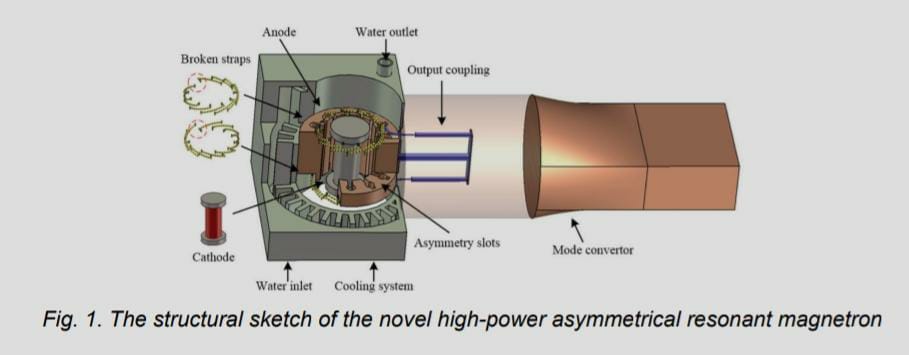 Anode
Water outlet
Broken straps
Output coupling
Asymmetry slots
Mode convertor
Cathode
Water inlet
Cooling system
Fig. 1. The structural sketch of the novel high-power asymmetrical resonant magnetron